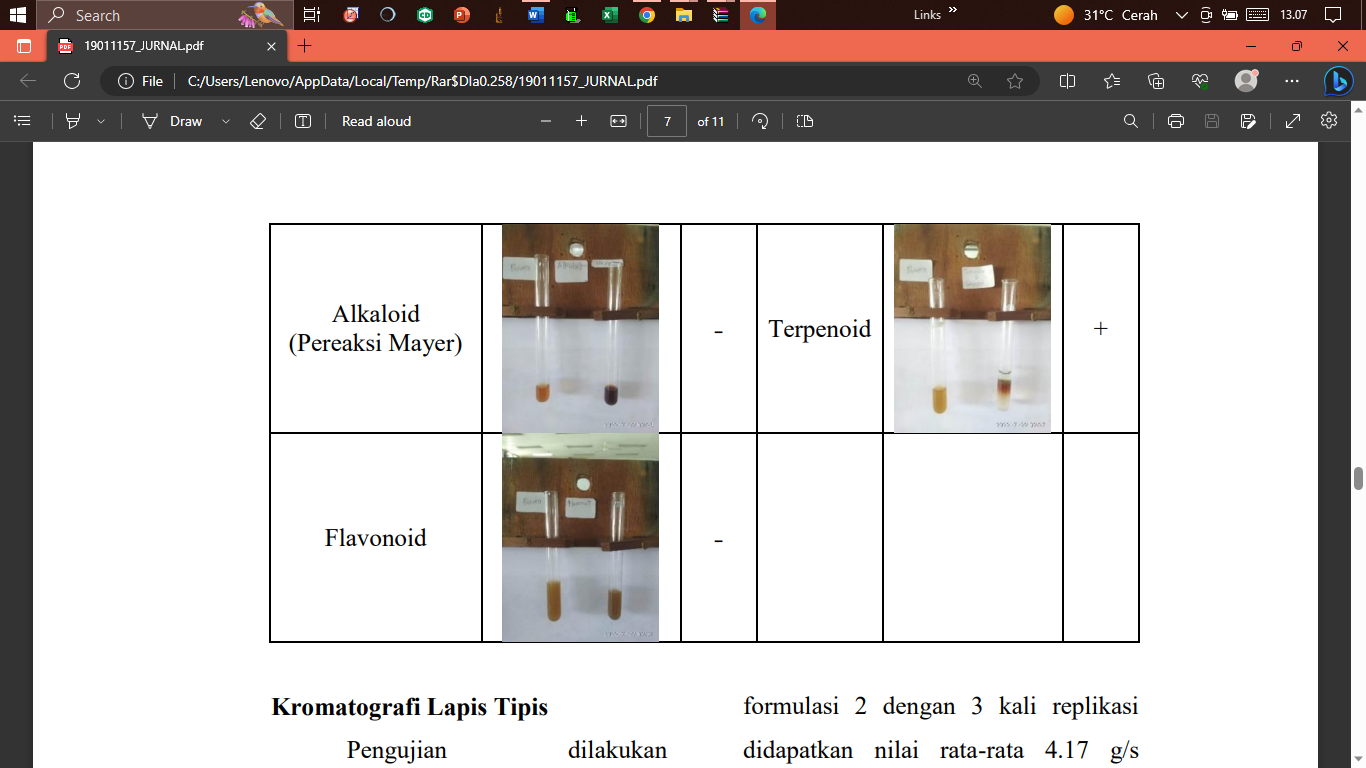 Search
Links
»
31°C Cerah
13.07
19011157_JURNAL.pdf
File
C:/Users/Lenovo/AppData/Local/Temp/Rar$DIa0.258/19011157_JURNAL.pdf
Draw
Read aloud
7
of 11
Alkaloid
(Pereaksi Mayer)
-
Terpenoid
+
Flavonoid
-
Kromatografi Lapis Tipis
Pengujian dilakukan
formulasi 2 dengan 3 kali replikasi
didapatkan nilai rata-rata 4.17 g/s